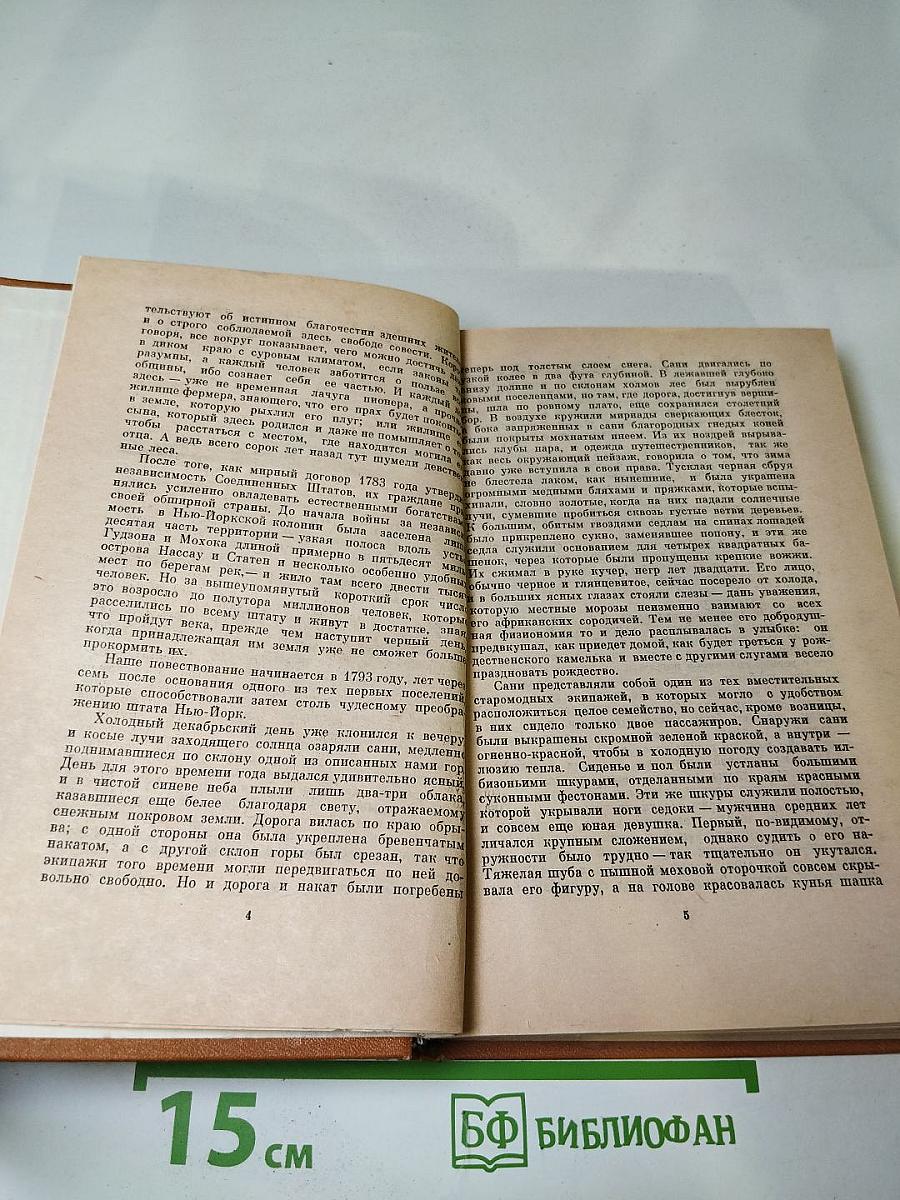 тельствуют об истинном благочестии здешних
и о строго соблюдаемой здесь свободе совести.
говоря, все вокруг показывает, чего можно достичь
в диком краю с суровым климатом, если законы
разумны, а каждый человек заботится о пользе
общины, ибо сознает себя ее частью. И каждый
здесь — уже не временная лачуга пионера, а
жилище фермера, знающего, что его прах будет
в земле, которую рыхлил его плуг; или жилище
сына, который здесь родился и даже не помышляет о
чтобы расстаться с местом, где находится могила
отца. А ведь всего сорок лет назад тут шумели
ные леса.
После того, как мирный договор 1783 года
независимость Соединенных Штатов, их граждане
нялись усиленно овладевать естественными
своей обширной страны. До начала войны за
мость в Нью-Йоркской колонии была заселена
десятая часть территории — узкая полоса вдоль
Гудзона и Мохока длиной примерно в пятьдесят
острова Нассау и Статен и несколько особенно
мест по берегам рек,— и жило там всего двести
человек. Но за вышеупомянутый короткий срок число
это возросло до полутора миллионов человек,
расселились по всему штату и живут в достатке,
что пройдут века, прежде чем наступит черный день,
когда принадлежащая им земля уже не сможет больше
прокормить их.
Наше повествование начинается в 1793 году, лет через
семь после основания одного из тех первых поселений,
которые способствовали затем столь чудесному преобра-
жению штата Нью-Йорк.
Холодный декабрьский день уже клонился к вечеру,
и косые лучи заходящего солнца озаряли сани, медленно
поднимавшиеся по склону одной из описанных нами гор.
День для этого времени года выдался удивительно ясный,
и в чистой синеве неба плыли лишь два-три облака,
казавшиеся еще более благодаря свету, отражаемому
снежным покровом земли. Дорога вилась по краю обры-
ва; с одной стороны она была укреплена бревенчатым
накатом, а с другой склон горы был срезан, так что
экипажи того времени могли передвигаться по ней до-
вольно свободно. Но и дорога и накат были погребены
4
теперь под толстым слоем снега. Сани двигались по
узкой колее в два фута глубиной. В лежавшей глубоко
внизу долине и по склонам холмов лес был вырублен
новыми поселенцами, но там, где дорога, достигнув верши-
ны, шла по ровному плато, еще сохранился столетний
бор. В воздухе кружили мириады сверкающих блесток,
а бока запряженных в сани благородных гнедых коней
были покрыты мохнатым инеем. Из их ноздрей вырыва-
лись клубы пара, и одежда путешественников, так же
как весь окружающий пейзаж, говорила о том, что зима
давно уже вступила в свои права. Тусклая черная сбруя
не блестела лаком, как нынешние, и была украшена
огромными медными бляхами и пряжками, которые вспы-
хивали, словно золотые, когда на них падали солнечные
лучи, сумевшие пробиться сквозь густые ветви деревьев.
К большим, обитым гвоздями седлам на спинах лошадей
было прикреплено сукно, заменявшее попону, и эти же
седла служили основанием для четырех квадратных ба-
шенок, через которые были пропущены крепкие вожжи.
Их сжимал в руке кучер, негр лет двадцати. Его лицо,
обычно черное и глянцевитое, сейчас посерело от холода,
и в больших ясных глазах стояли слезы — дань уважения,
которую местные морозы неизменно взимают со всех
его африканских сородичей. Тем не менее его добродуш-
ная физиономия то и дело расплывалась в улыбке: он
предвкушал, как приедет домой, как будет греться у рож-
дественского камелька и вместе с другими слугами весело
праздновать рождество.
Сани представляли собой один из тех вместительных
старомодных экипажей, в которых могло с удобством
расположиться целое семейство, но сейчас, кроме возницы,
в них сидело только двое пассажиров. Снаружи сани
были выкрашены скромной зеленой краской, а внутри —
огненно-красной, чтобы в холодную погоду создавать ил-
люзию тепла. Сиденье и пол были устланы большими
бизоньими шкурами, отделанными по краям красными
суконными фестонами. Эти же шкуры служили полостью,
которой укрывали ноги седоки — мужчина средних лет
и совсем еще юная девушка. Первый, по-видимому, от-
личался крупным сложением, однако судить о его на-
ружности было трудно — так тщательно он укутался.
Тяжелая шуба с пышной меховой оторочкой совсем скры-
вала его фигуру, а на голове красовалась кунья шапка
5
15 см
БФ БИБЛИОФАН